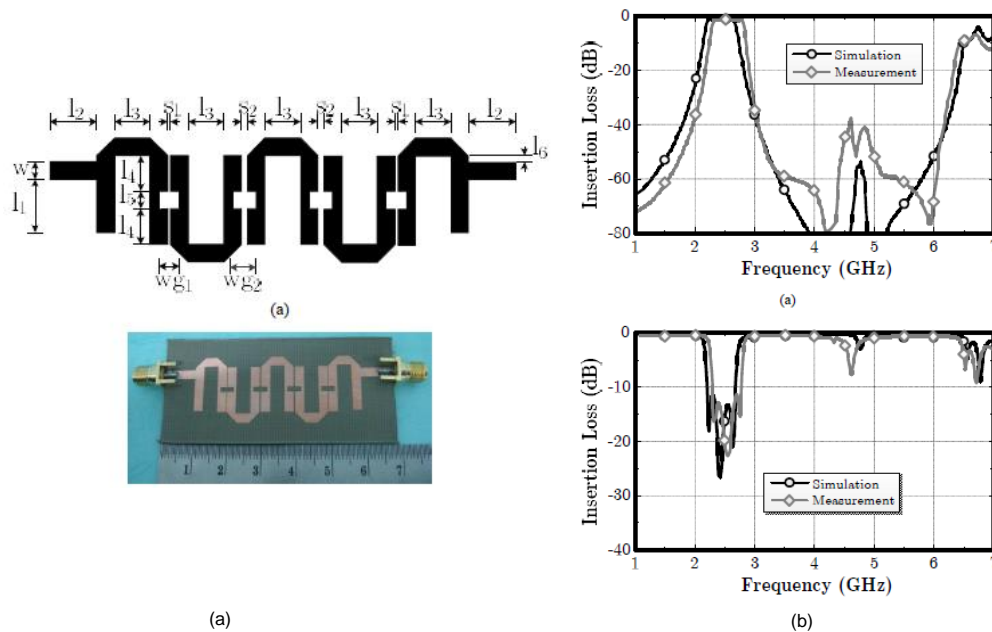 l2 l3 s1 l3 s2 l3 s2 l3 s1 l3 l2
l6
w
l4
l1
l5
l4
wg1 wg2
(a)
1 2 3 4 5 6 7
(a)
Insertion Loss (dB)
0
-20
-40
-60
-80
Simulation
Measurement
1 2 3 4 5 6 7
Frequency (GHz)
(a)
Insertion Loss (dB)
0
-10
-20
-30
-40
Simulation
Measurement
1 2 3 4 5 6 7
Frequency (GHz)
(b)